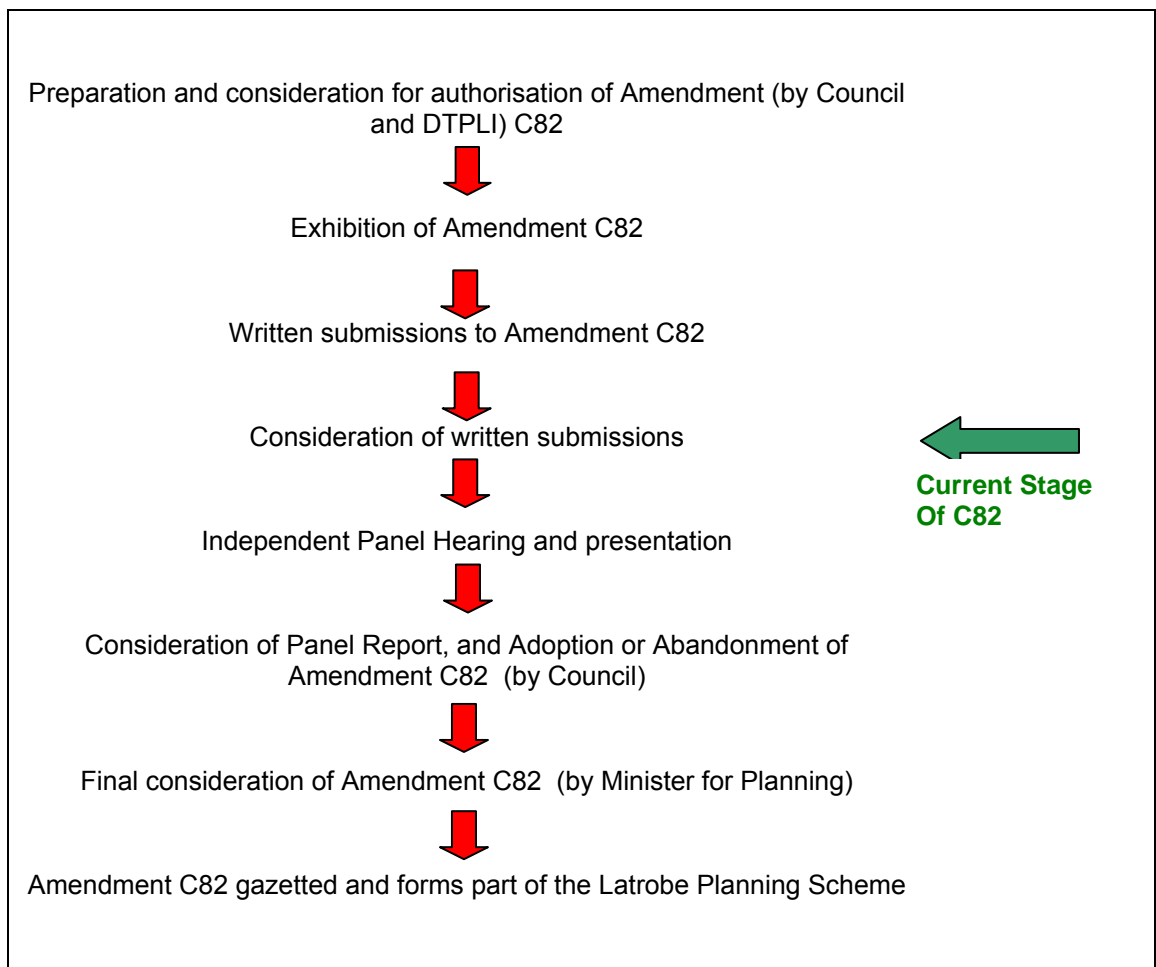 Preparation and consideration for authorisation of Amendment (by Council
and DTPLI) C82
Exhibition of Amendment C82
Written submissions to Amendment C82
Consideration of written submissions
Current Stage
Of C82
Independent Panel Hearing and presentation
Consideration of Panel Report, and Adoption or Abandonment of
Amendment C82 (by Council)
Final consideration of Amendment C82 (by Minister for Planning)
Amendment C82 gazetted and forms part of the Latrobe Planning Scheme